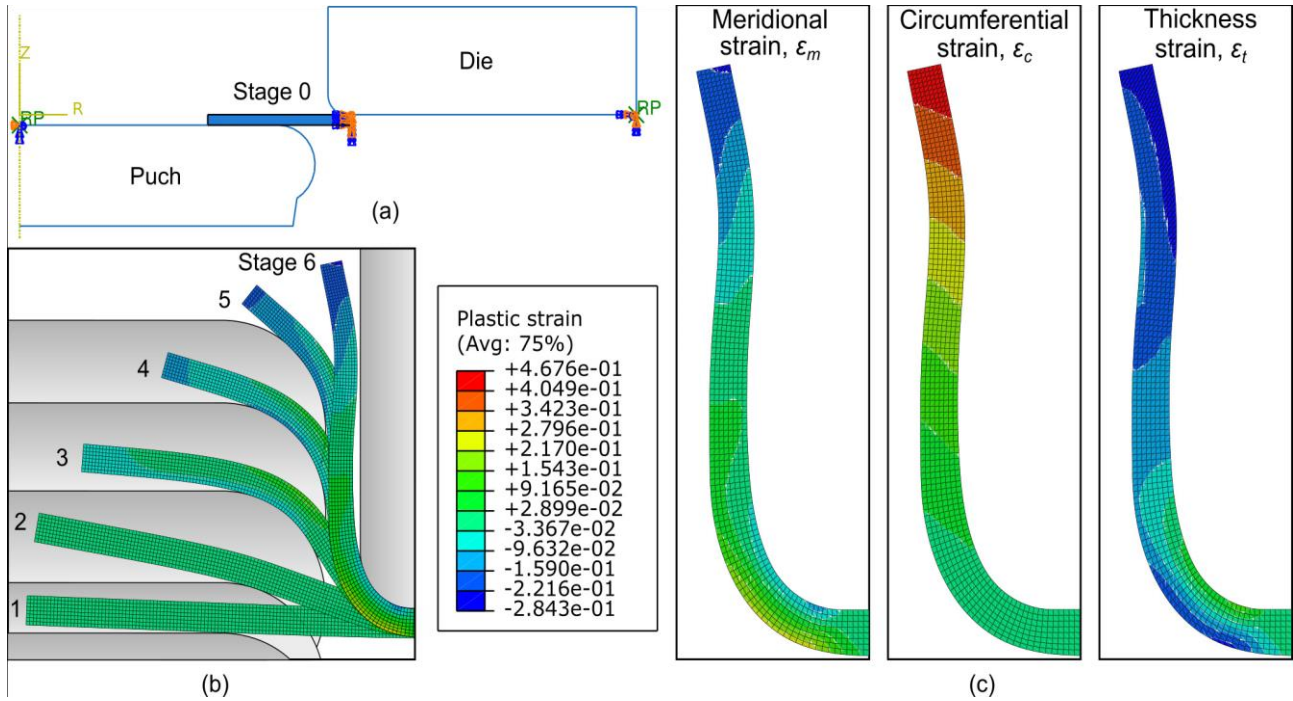 Z
R
RP
Stage 0
Die
RP
Puch
(a)
Stage 6
5
4
3
2
1
(b)
Plastic strain
(Avg: 75%)
+4.676e-01
+4.049e-01
+3.423e-01
+2.796e-01
+2.170e-01
+1.543e-01
+9.165e-02
+2.899e-02
-3.367e-02
-9.632e-02
-1.590e-01
-2.216e-01
-2.843e-01
Meridional
strain, εm
Circumferential
strain, εc
Thickness
strain, εt
(c)